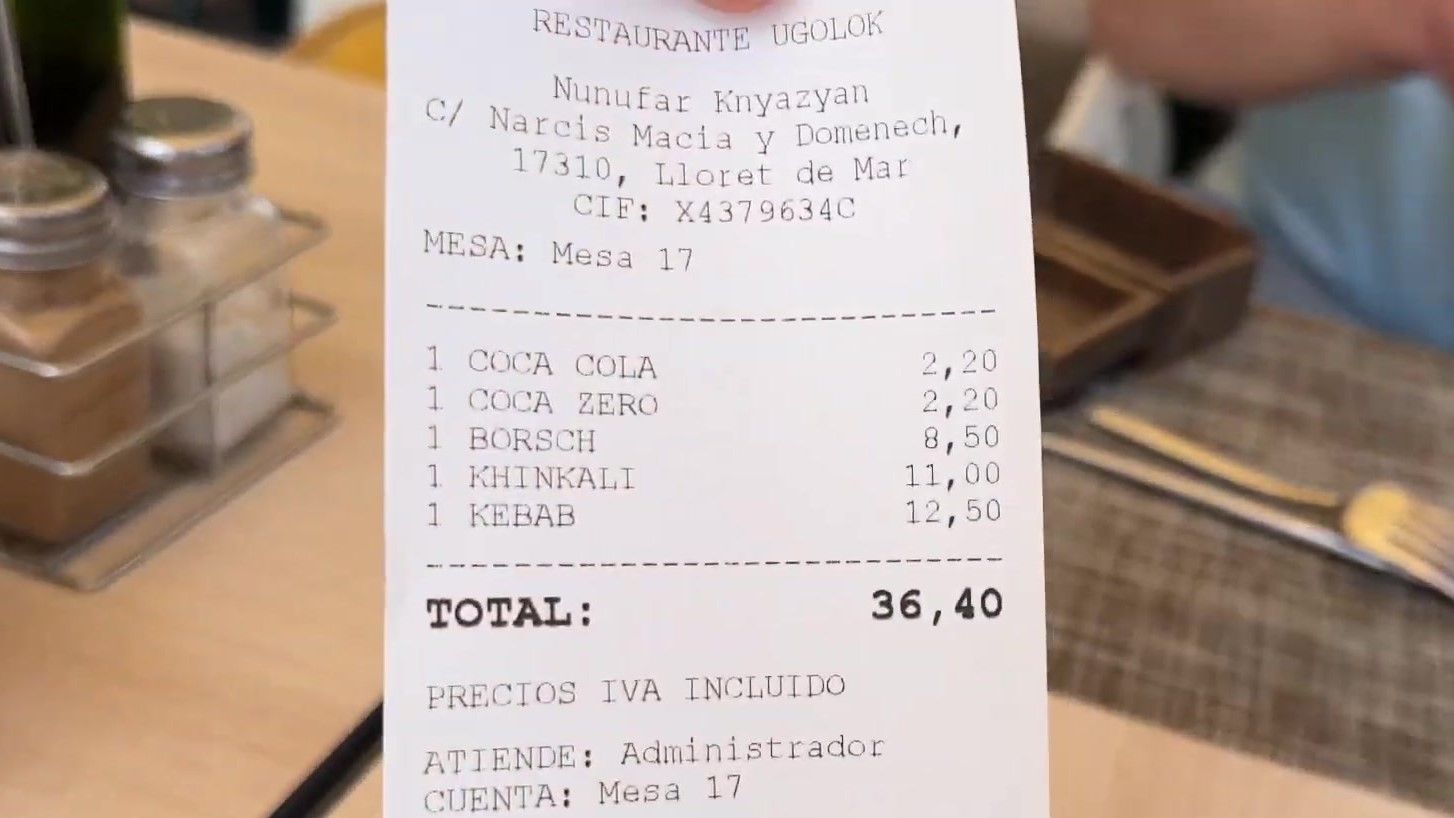 RESTAURANTE UGOLOK
Nunufar Knyazyan
C/ Narcis Macia y Domenech,
17310, Lloret de Mar
CIF: X4379634C
MESA: Mesa 17
1 COCA COLA 2,20
1 COCA ZERO 2,20
1 BORSCH 8,50
1 KHINKALI 11,00
1 KEBAB 12,50
TOTAL: 36,40
PRECIOS IVA INCLUIDO
ATIENDE: Administrador
CUENTA: Mesa 17